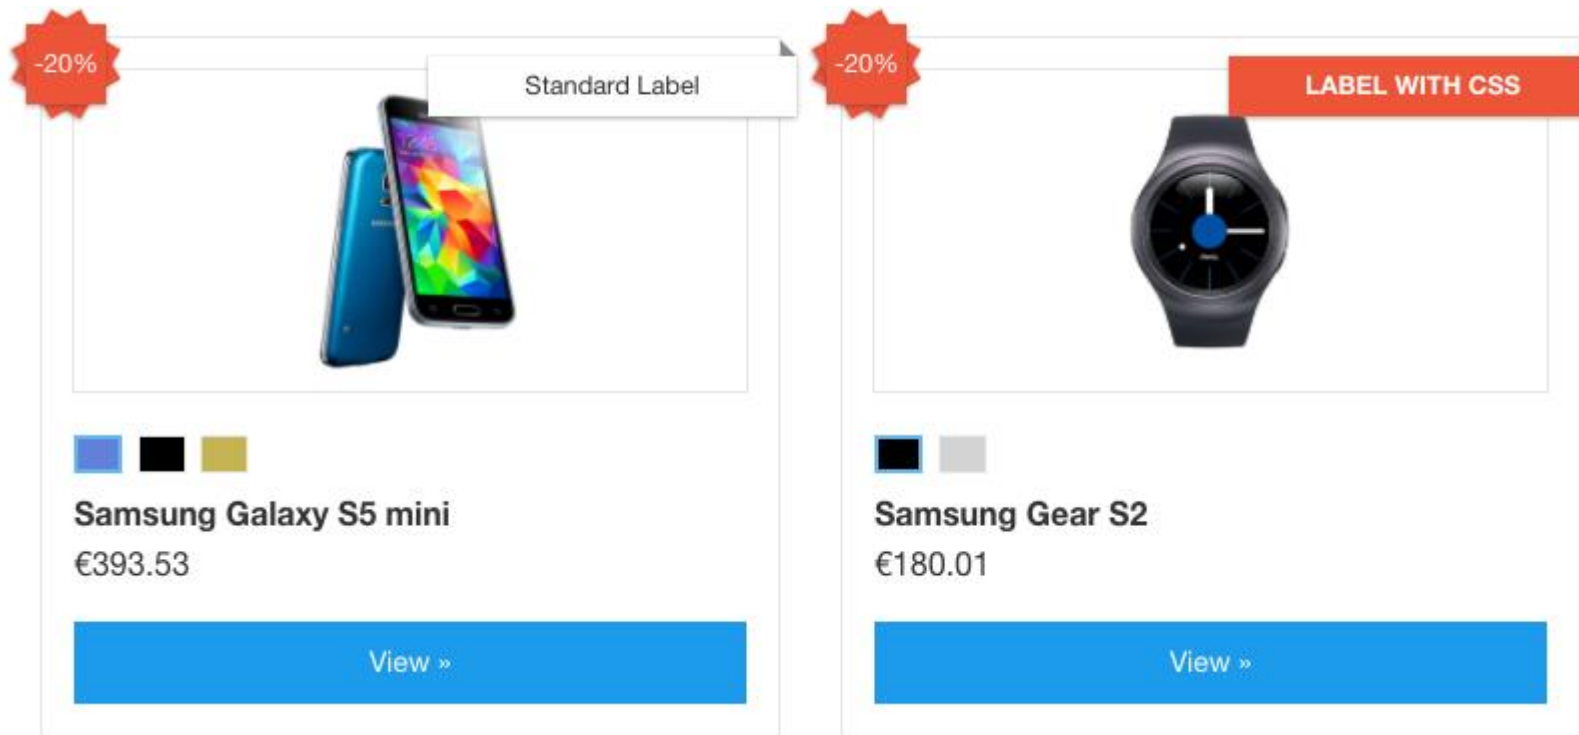 -20%
Standard Label
Samsung Galaxy S5 mini
€393.53
View »
-20%
LABEL WITH CSS
Samsung Gear S2
€180.01
View »